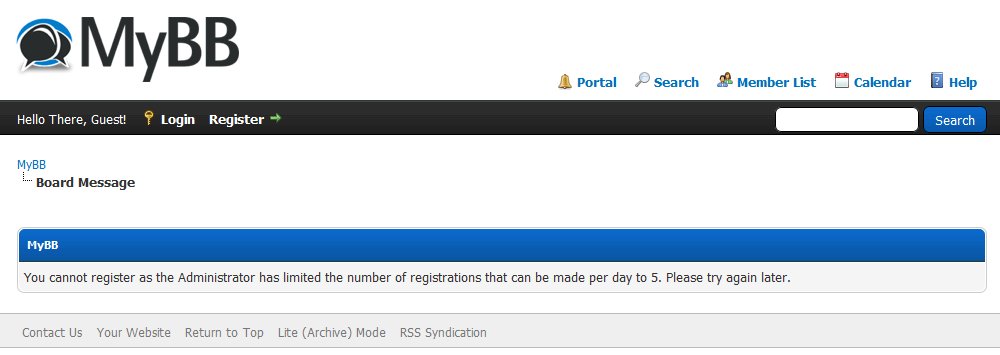 MyBB
Portal Search Member List Calendar Help
Hello There, Guest! Login Register Search
MyBB
Board Message
MyBB
You cannot register as the Administrator has limited the number of registrations that can be made per day to 5. Please try again later.
Contact Us Your Website Return to Top Lite (Archive) Mode RSS Syndication